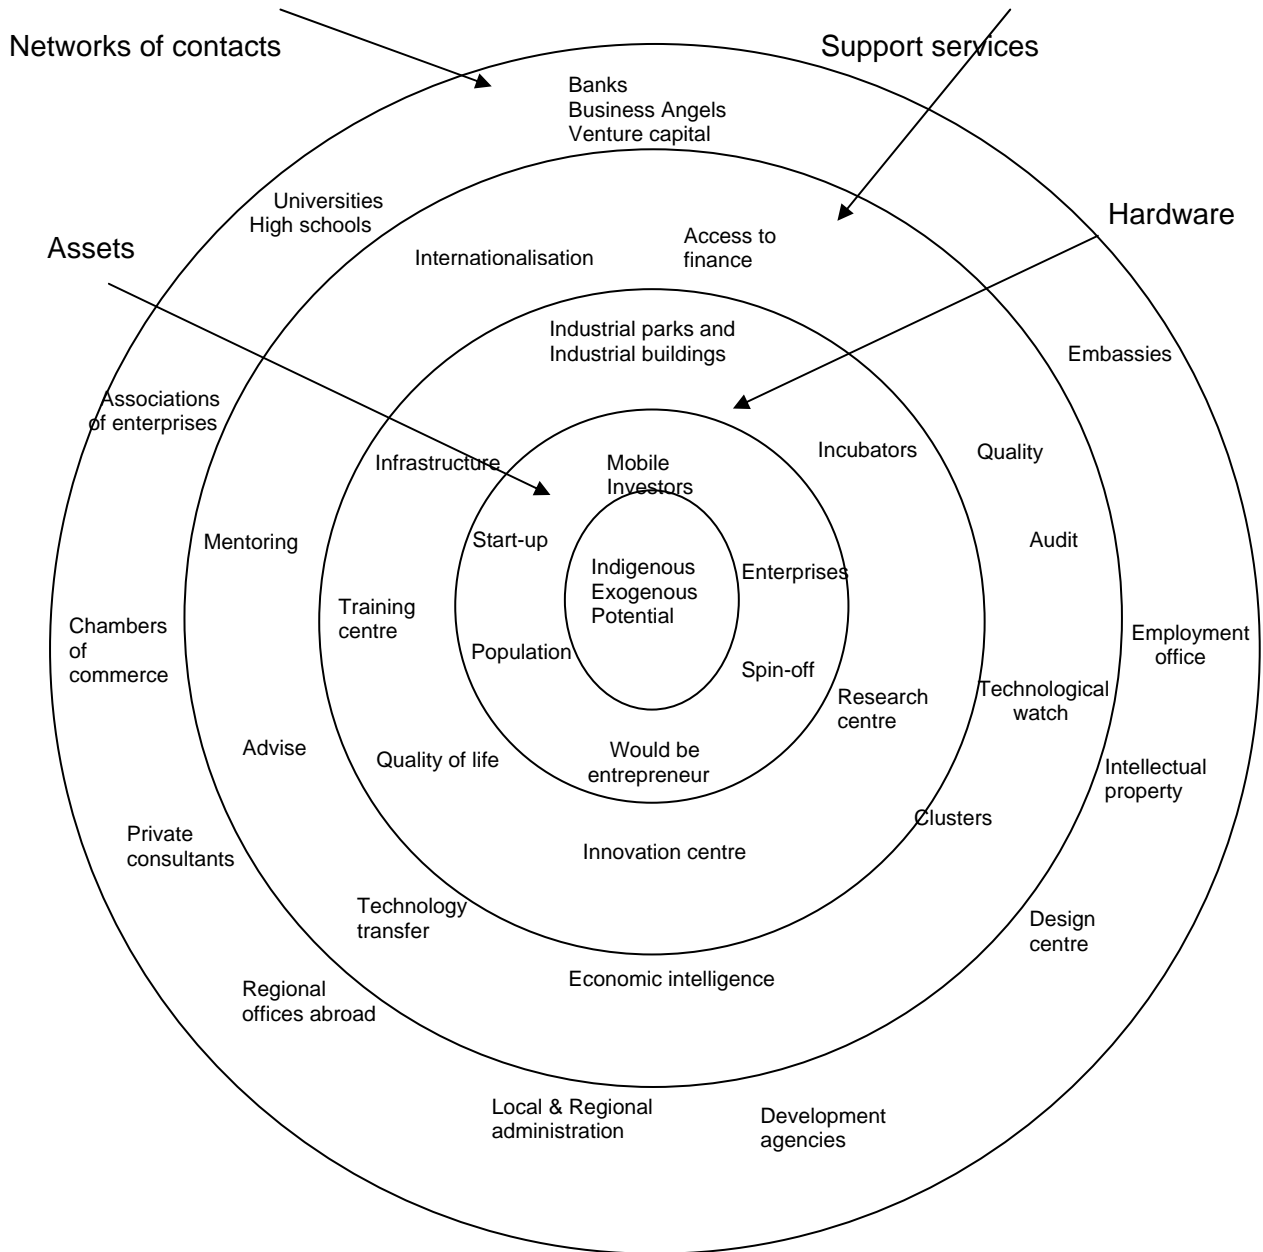 Networks of contacts
Support services
Banks
Business Angels
Venture capital
Universities
High schools
Hardware
Assets
Internationalisation
Access to
finance
Industrial parks and
Industrial buildings
Embassies
Associations
of enterprises
Infrastructure
Mobile
Investors
Incubators
Quality
Mentoring
Start-up
Audit
Indigenous
Exogenous
Potential
Enterprises
Training
centre
Chambers
of
commerce
Employment
office
Population
Spin-off
Research
centre
Technological
watch
Advise
Quality of life
Would be
entrepreneur
Intellectual
property
Private
consultants
Clusters
Innovation centre
Technology
transfer
Design
centre
Economic intelligence
Regional
offices abroad
Local & Regional
administration
Development
agencies